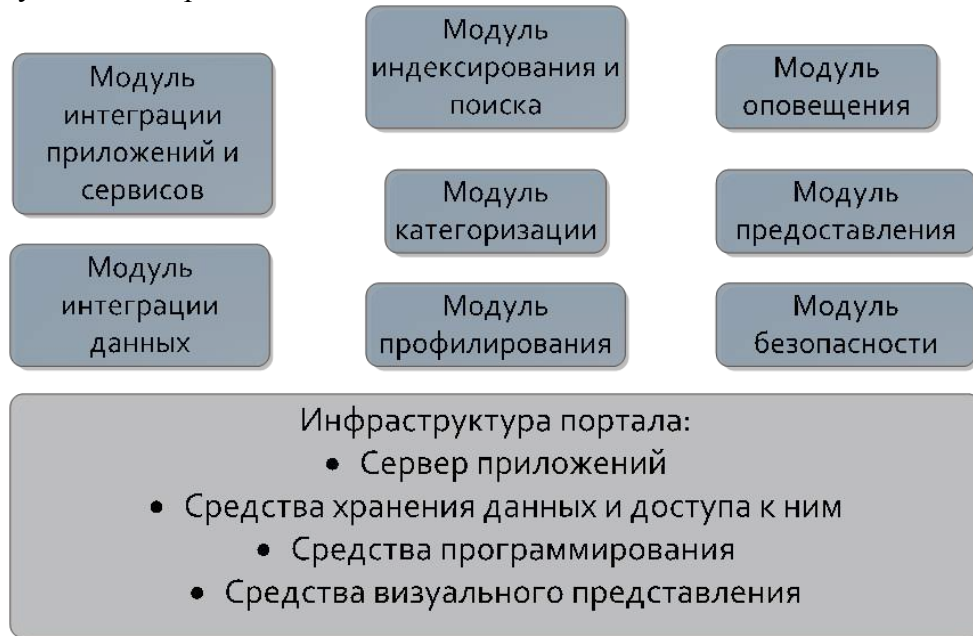 Модуль
интеграции
приложений и
сервисов
Модуль
интеграции
данных
Модуль
индексирования и
поиска
Модуль
категоризации
Модуль
профилирования
Модуль
оповещения
Модуль
предоставления
Модуль
безопасности
Инфраструктура портала:
• Сервер приложений
• Средства хранения данных и доступа к ним
• Средства программирования
• Средства визуального представления